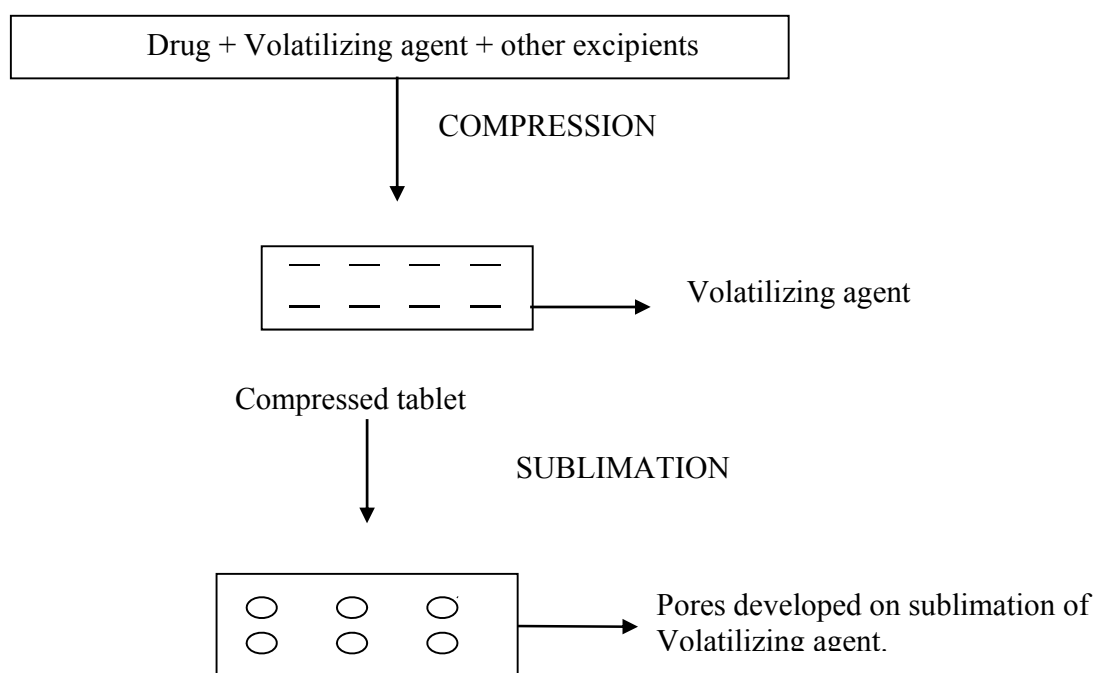 Drug + Volatilizing agent + other excipients
COMPRESSION
Volatilizing agent
Compressed tablet
SUBLIMATION
Pores developed on sublimation of
Volatilizing agent.